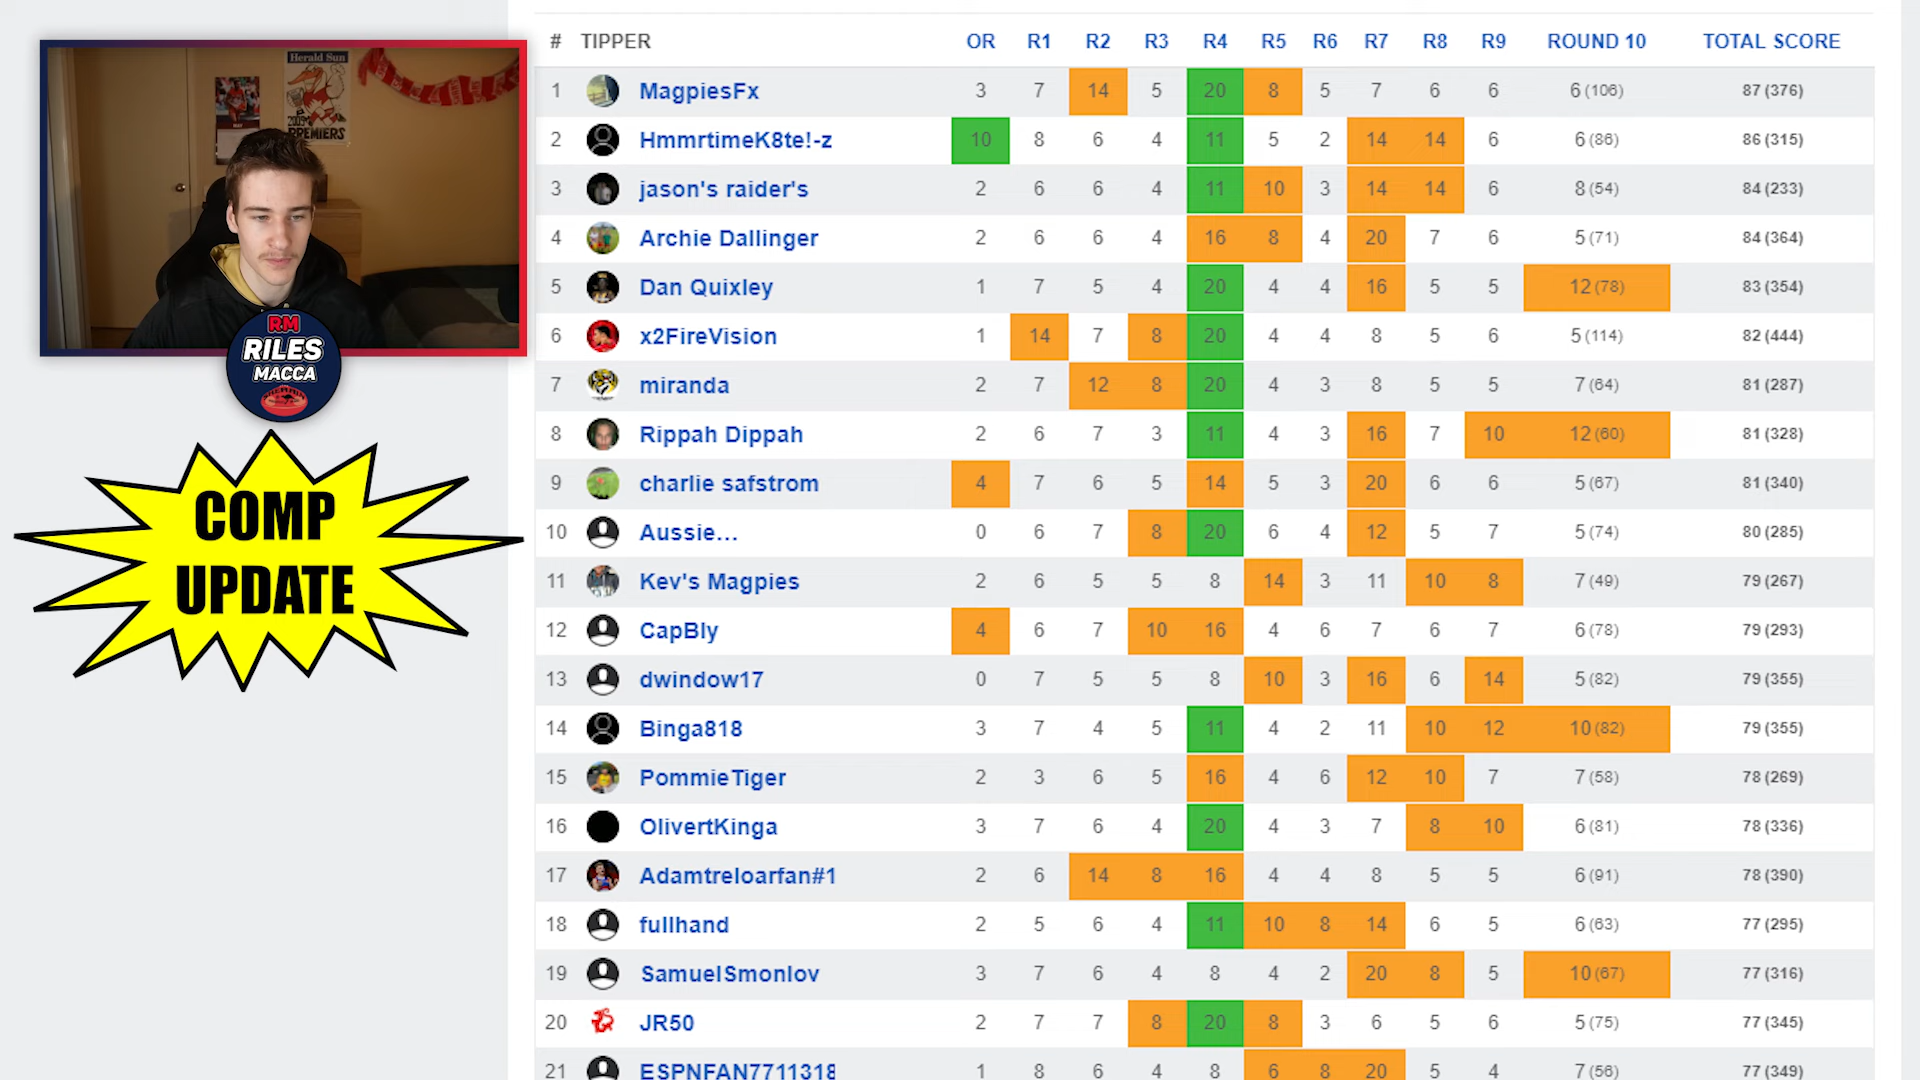 Herald Sun
PREMIERS
RM
RILES
MACCA
COMP
UPDATE
# TIPPER OR R1 R2 R3 R4 R5 R6 R7 R8 R9 ROUND 10 TOTAL SCORE
1 MagpiesFx 3 7 14 5 20 8 5 7 6 6 6 (106) 87 (376)
2 HmmrtimeK8te!-z 10 8 6 4 11 5 2 14 14 6 6 (86) 86 (315)
3 jason's raider's 2 6 6 4 11 10 3 14 14 6 8 (54) 84 (233)
4 Archie Dallinger 2 6 6 4 16 8 4 20 7 6 5 (71) 84 (364)
5 Dan Quixley 1 7 5 4 20 4 4 16 5 5 12 (78) 83 (354)
6 x2FireVision 1 14 7 8 20 4 4 8 5 6 5 (114) 82 (444)
7 miranda 2 7 12 8 20 4 3 8 5 5 7 (64) 81 (287)
8 Rippah Dippah 2 6 7 3 11 4 3 16 7 10 12 (60) 81 (328)
9 charlie safstrom 4 7 6 5 14 5 3 20 6 6 5 (67) 81 (340)
10 Aussie... 0 6 7 8 20 6 4 12 5 7 5 (74) 80 (285)
11 Kev's Magpies 2 6 5 5 8 14 3 11 10 8 7 (49) 79 (267)
12 CapBly 4 6 7 10 16 4 6 7 6 7 6 (78) 79 (293)
13 dwindow17 0 7 5 5 8 10 3 16 6 14 5 (82) 79 (355)
14 Binga818 3 7 4 5 11 4 2 11 10 12 10 (82) 79 (355)
15 PommieTiger 2 3 6 5 16 4 6 12 10 7 7 (58) 78 (269)
16 OlivertKinga 3 7 6 4 20 4 3 7 8 10 6 (81) 78 (336)
17 Adamtreloarfan#1 2 6 14 8 16 4 4 8 5 5 6 (91) 78 (390)
18 fullhand 2 5 6 4 11 10 8 14 6 5 6 (63) 77 (295)
19 SamuelSmonlov 3 7 6 4 8 4 2 20 8 5 10 (67) 77 (316)
20 JR50 2 7 7 8 20 8 3 6 5 6 5 (75) 77 (345)
21 ESPNFAN7711318 1 8 6 4 8 6 8 20 5 4 7 (56) 77 (349)